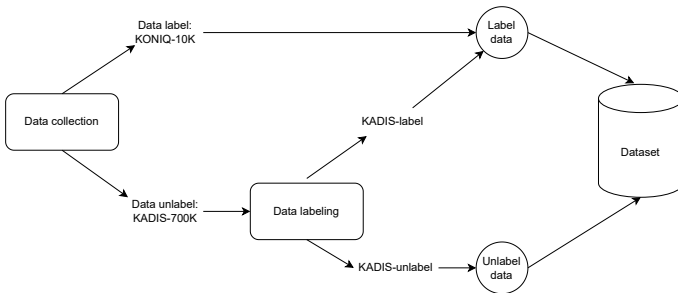 Data label:
KONIQ-10K
Label
data
KADIS-label
Data collection
Dataset
Data unlabel:
KADIS-700K
Data labeling
KADIS-unlabel
Unlabel
data